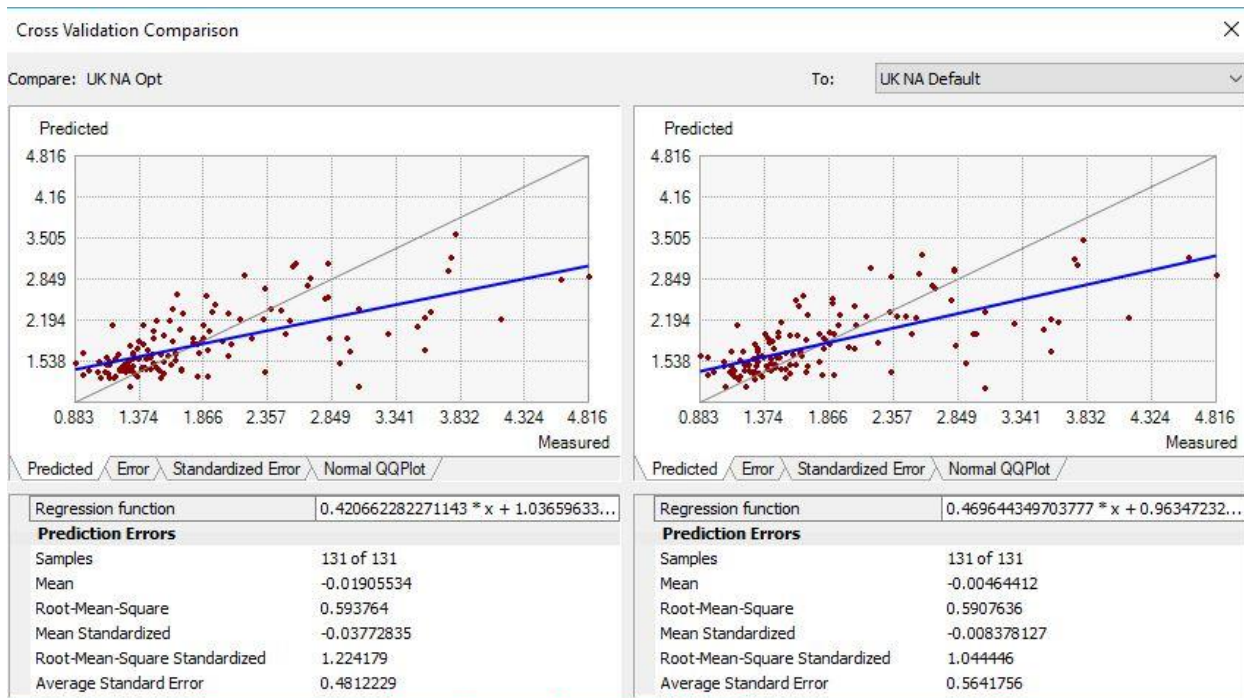 Cross Validation Comparison
Compare: UK NA Opt
To: UK NA Default
Predicted
4.816
4.16
3.505
2.849
2.194
1.538
0.883 1.374 1.866 2.357 2.849 3.341 3.832 4.324 4.816
Measured
Predicted Error Standardized Error Normal QQPlot
Regression function 0.420662282271143 * x + 1.03659633...
Prediction Errors
Samples 131 of 131
Mean -0.01905534
Root-Mean-Square 0.593764
Mean Standardized -0.03772835
Root-Mean-Square Standardized 1.224179
Average Standard Error 0.4812229
Predicted
4.816
4.16
3.505
2.849
2.194
1.538
0.883 1.374 1.866 2.357 2.849 3.341 3.832 4.324 4.816
Measured
Predicted Error Standardized Error Normal QQPlot
Regression function 0.469644349703777 * x + 0.96347232...
Prediction Errors
Samples 131 of 131
Mean -0.00464412
Root-Mean-Square 0.5907636
Mean Standardized -0.008378127
Root-Mean-Square Standardized 1.044446
Average Standard Error 0.5641756